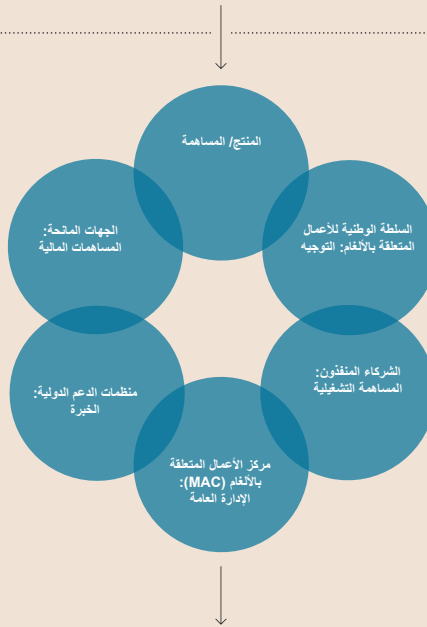 المنتج/ المساهمة
السلطة الوطنية للأعمال
المتعلقة بالألغام: التوجيه
الجهات المانحة:
المساهمات المالية
الشركاء المنفذون:
المساهمة التشغيلية
منظمات الدعم الدولية:
الخبرة
مركز الأعمال المتعلقة
بالألغام (MAC):
الإدارة العامة